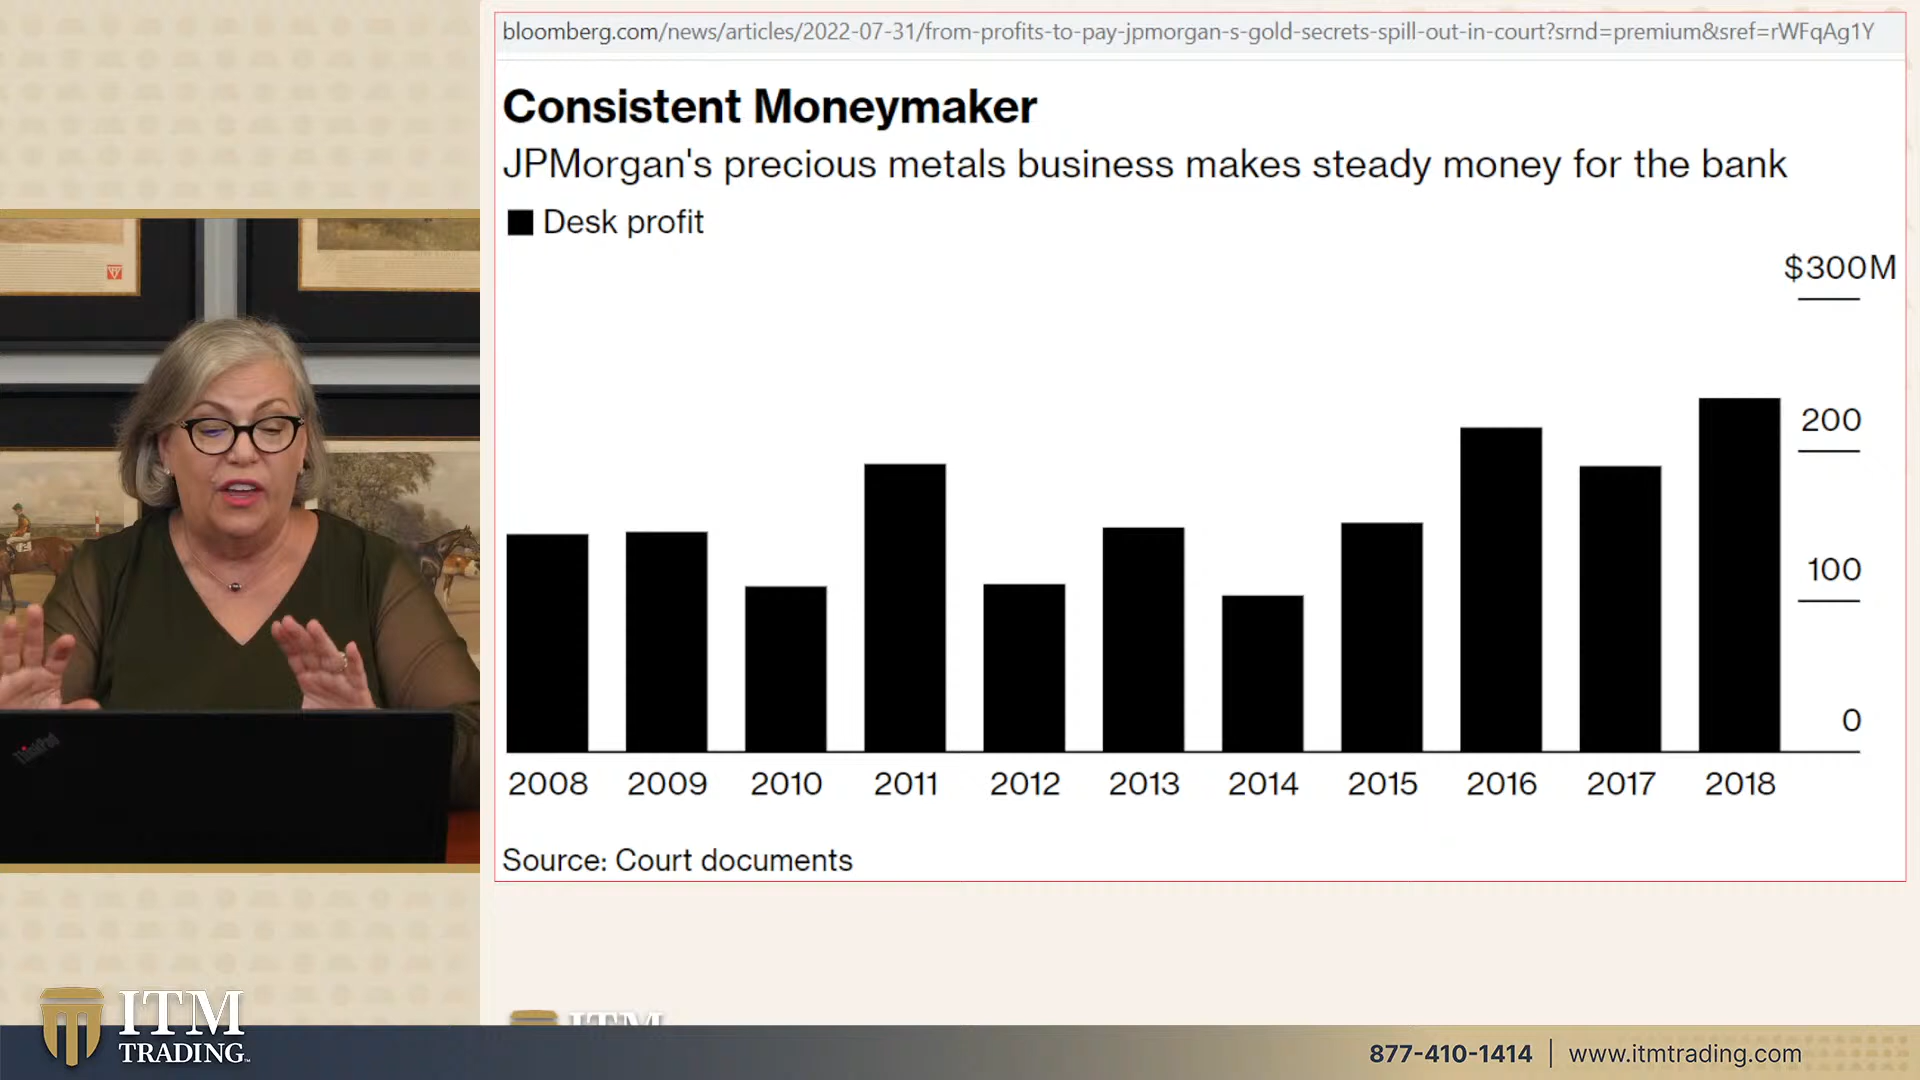 bloomberg.com/news/articles/2022-07-31/from-profits-to-pay-jpmorgan-s-gold-secrets-spill-out-in-court?srnd=premium&sref=rWFqAg1Y
Consistent Moneymaker
JPMorgan's precious metals business makes steady money for the bank
Desk profit
$300M
200
100
0
2008 2009 2010 2011 2012 2013 2014 2015 2016 2017 2018
Source: Court documents
ThinkPad
ITM
ITM
TRADING
877-410-1414 | www.itmtrading.com